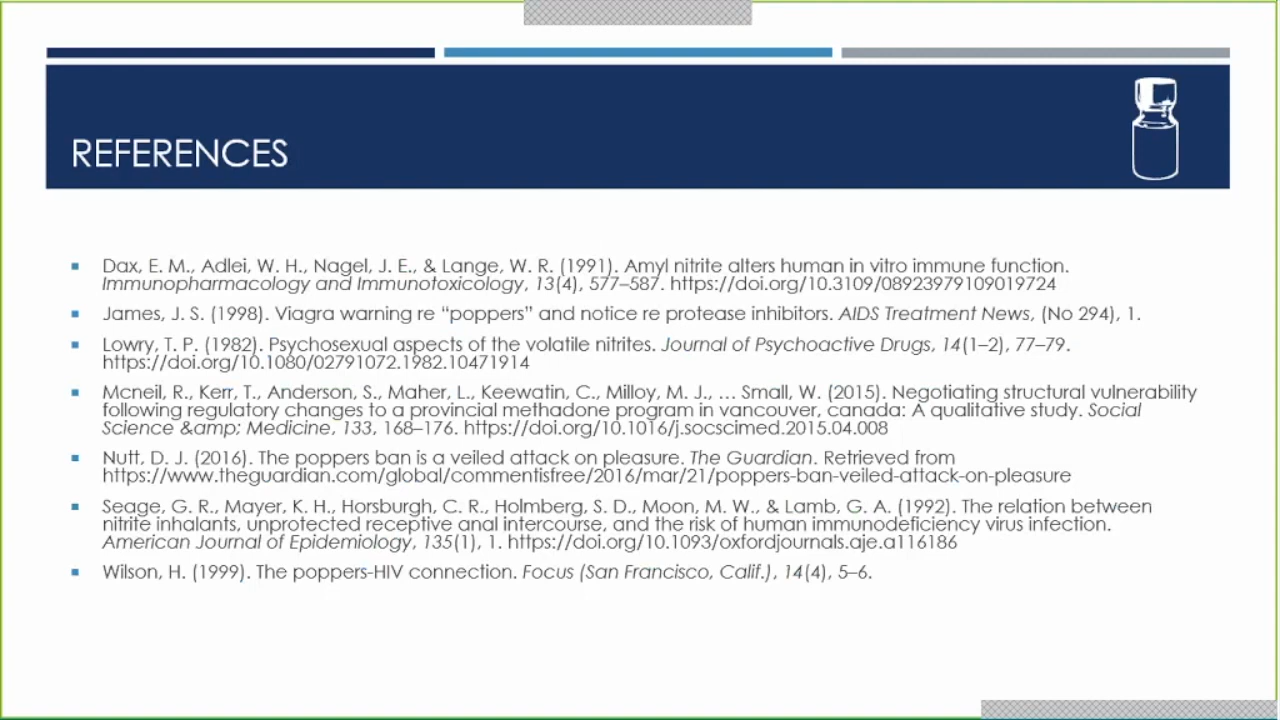 REFERENCES
Dax, E. M., Adlei, W. H., Nagel, J. E., & Lange, W. R. (1991). Amyl nitrite alters human in vitro immune function.
Immunopharmacology and Immunotoxicology, 13(4), 577–587. https://doi.org/10.3109/08923979109019724
James, J. S. (1998). Viagra warning re “poppers” and notice re protease inhibitors. AIDS Treatment News, (No 294), 1.
Lowry, T. P. (1982). Psychosexual aspects of the volatile nitrites. Journal of Psychoactive Drugs, 14(1–2), 77–79.
https://doi.org/10.1080/02791072.1982.10471914
Mcneil, R., Kerr, T., Anderson, S., Maher, L., Keewatin, C., Milloy, M. J., … Small, W. (2015). Negotiating structural vulnerability
following regulatory changes to a provincial methadone program in vancouver, canada: A qualitative study. Social
Science &amp; Medicine, 133, 168–176. https://doi.org/10.1016/j.socscimed.2015.04.008
Nutt, D. J. (2016). The poppers ban is a veiled attack on pleasure. The Guardian. Retrieved from
https://www.theguardian.com/global/commentisfree/2016/mar/21/poppers-ban-veiled-attack-on-pleasure
Seage, G. R., Mayer, K. H., Horsburgh, C. R., Holmberg, S. D., Moon, M. W., & Lamb, G. A. (1992). The relation between
nitrite inhalants, unprotected receptive anal intercourse, and the risk of human immunodeficiency virus infection.
American Journal of Epidemiology, 135(1), 1. https://doi.org/10.1093/oxfordjournals.aje.a116186
Wilson, H. (1999). The poppers-HIV connection. Focus (San Francisco, Calif.), 14(4), 5–6.